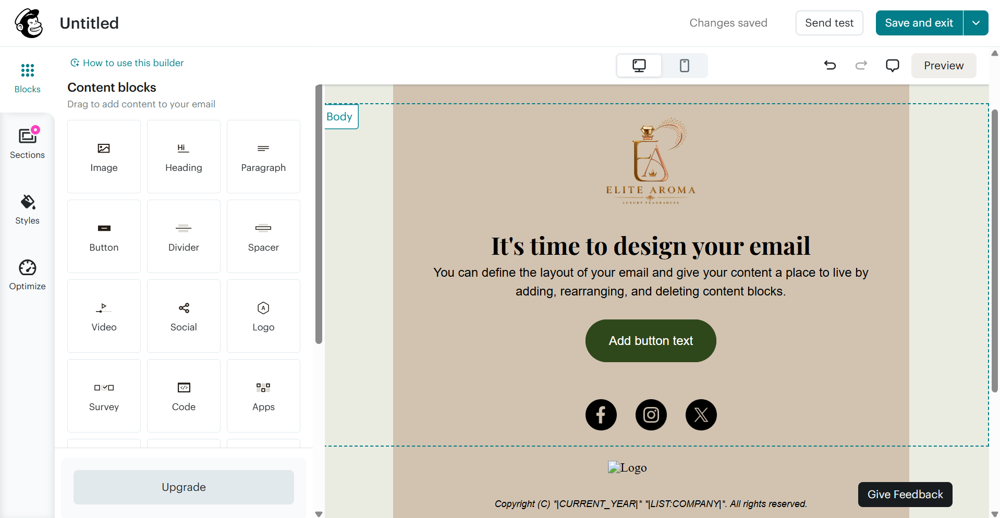 Untitled
Changes saved
Send test
Save and exit
Blocks
Sections
Styles
Optimize
How to use this builder
Content blocks
Drag to add content to your email
Image
Hi
Heading
Paragraph
Button
Divider
Spacer
Video
Social
A
Logo
Survey
</>
Code
Apps
Upgrade
Preview
Body
EA
ELITE AROMA
LUXURY FRAGRANCES
It's time to design your email
You can define the layout of your email and give your content a place to live by
adding, rearranging, and deleting content blocks.
Add button text
Logo
Copyright (C) *|CURRENT_YEAR|* *|LIST:COMPANY|*. All rights reserved.
Give Feedback